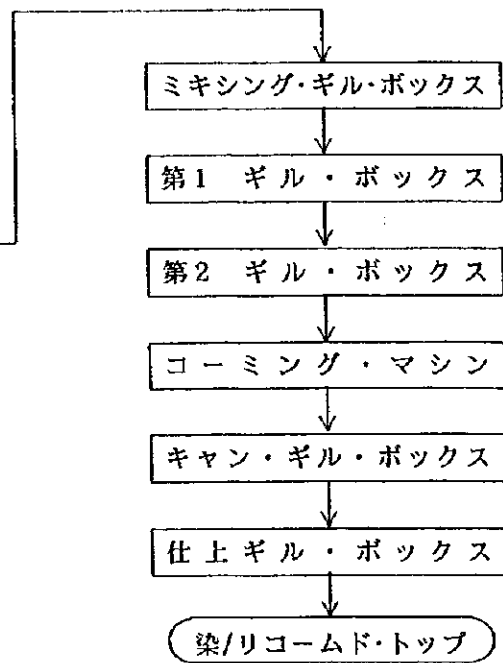 ミキシング・ギル・ボックス
第1 ギル・ボックス
第2 ギル・ボックス
コーミング・マシン
キャン・ギル・ボックス
仕上ギル・ボックス
染/リコームド・トップ